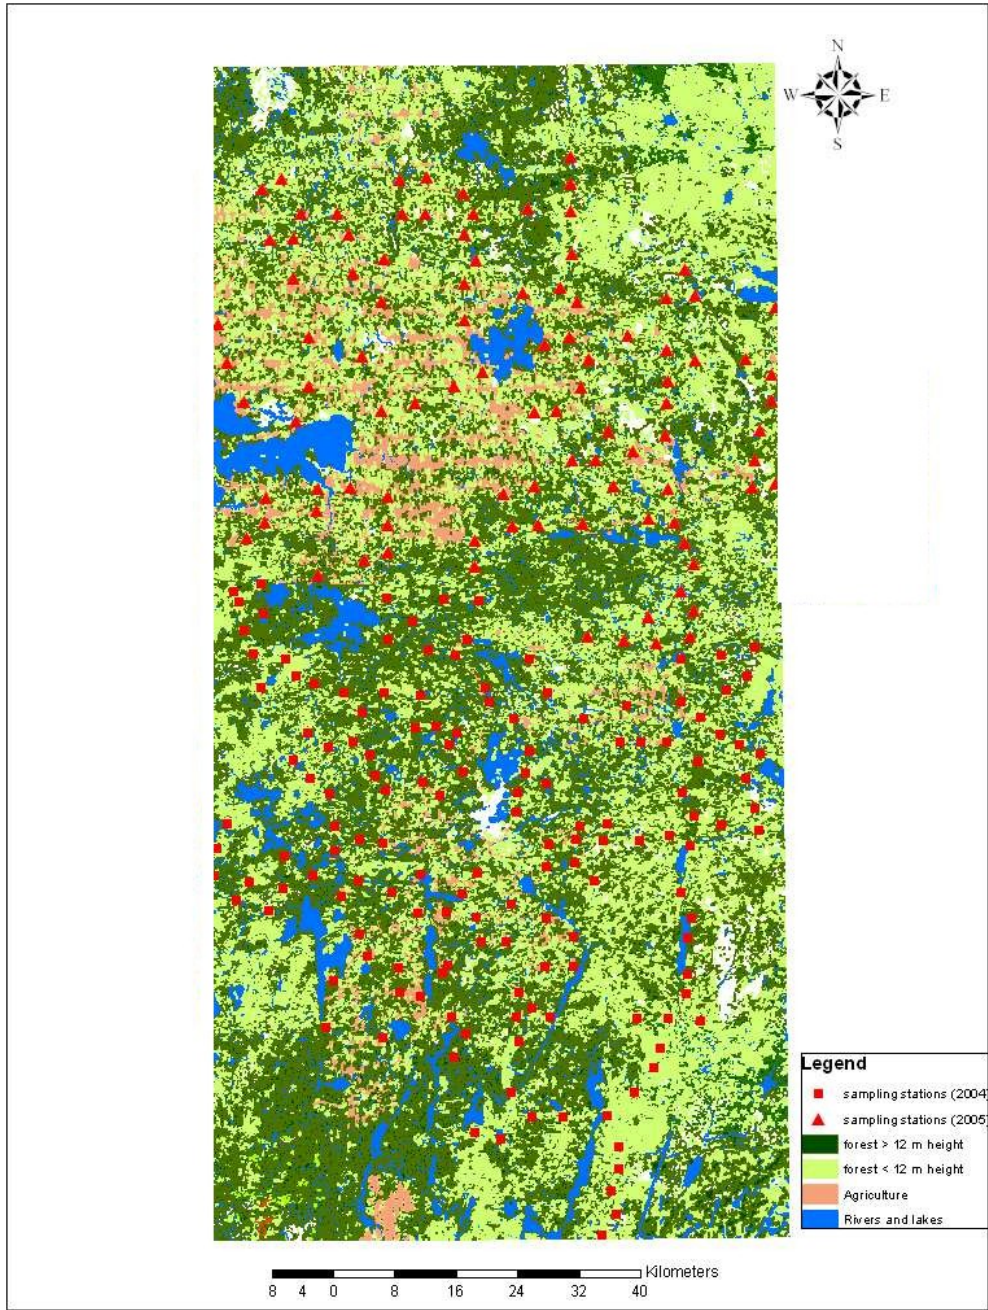 N
W E
S
Legend
sampling stations (2004)
sampling stations (2005)
forest > 12 m height
forest < 12 m height
Agriculture
Rivers and lakes
Kilometers
8 4 0 8 16 24 32 40